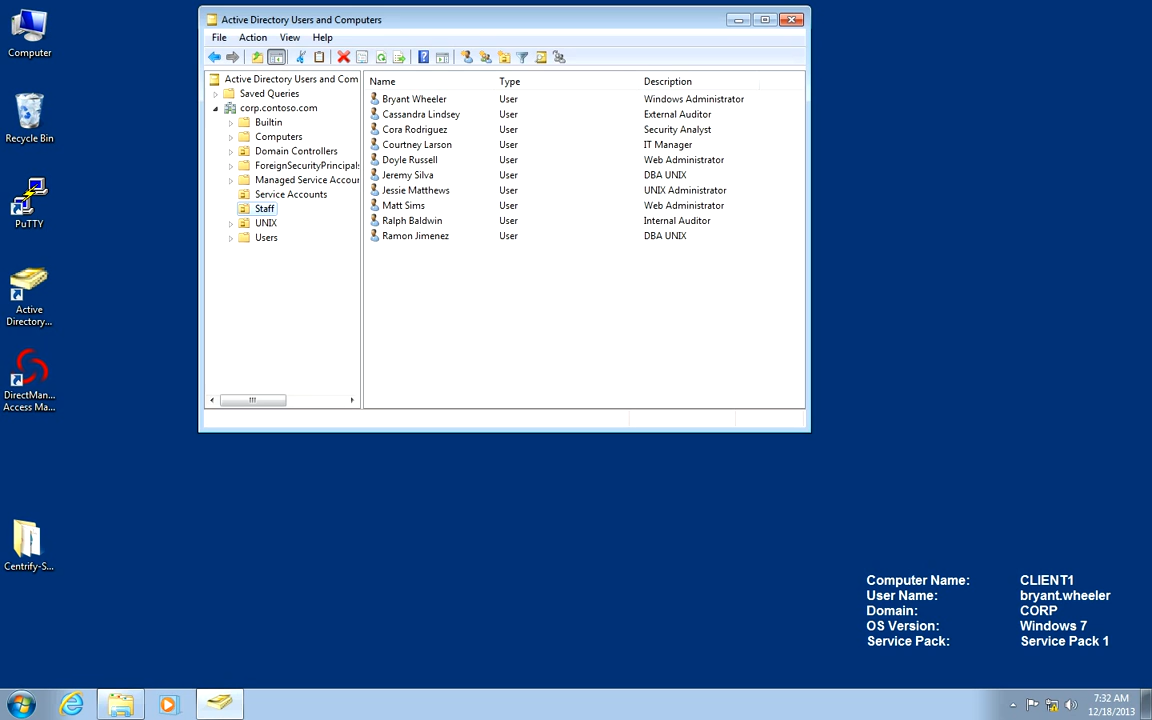 Computer
Recycle Bin
PuTTY
Active
Directory...
DirectMan...
Access Ma...
Centrify-S...
Active Directory Users and Computers
File Action View Help
Active Directory Users and Com
Saved Queries
corp.contoso.com
Builtin
Computers
Domain Controllers
ForeignSecurityPrincipals
Managed Service Accour
Service Accounts
Staff
UNIX
Users
Name Type Description
Bryant Wheeler User Windows Administrator
Cassandra Lindsey User External Auditor
Cora Rodriguez User Security Analyst
Courtney Larson User IT Manager
Doyle Russell User Web Administrator
Jeremy Silva User DBA UNIX
Jessie Matthews User UNIX Administrator
Matt Sims User Web Administrator
Ralph Baldwin User Internal Auditor
Ramon Jimenez User DBA UNIX
Computer Name: CLIENT1
User Name: bryant.wheeler
Domain: CORP
OS Version: Windows 7
Service Pack: Service Pack 1
7:32 AM
12/18/2013